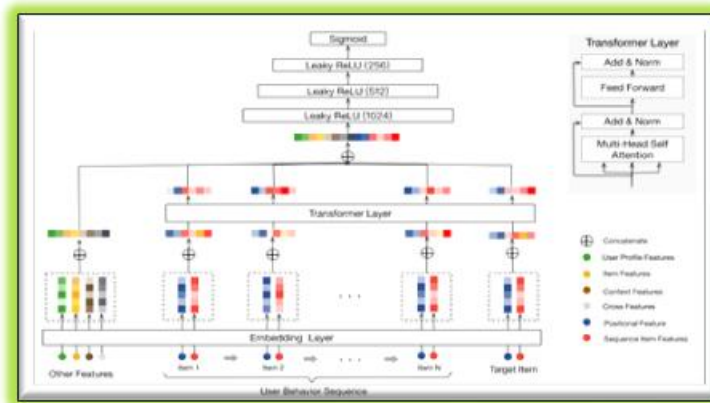 Sigmoid
Leaky ReLU (256)
Leaky ReLU (512)
Leaky ReLU (1024)
Transformer Layer
Embedding Layer
Other Features
Item 1
Item 2
. . .
Item N
Target Item
User Behavior Sequence
Transformer Layer
Add & Norm
Feed Forward
Add & Norm
Multi-Head Self
Attention
Concatenate
User Profile Features
Item Features
Context Features
Cross Features
Positional Feature
Sequence Item Features